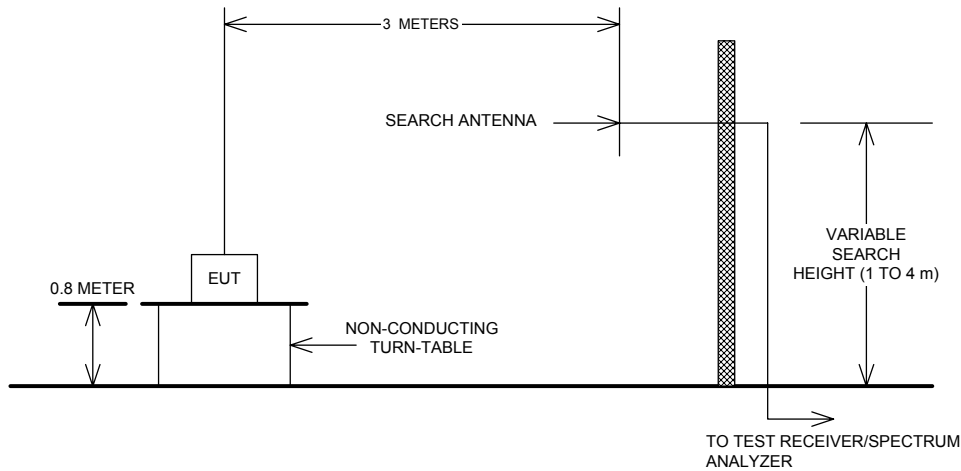 3 METERS
SEARCH ANTENNA
VARIABLE
SEARCH
HEIGHT (1 TO 4 m)
EUT
0.8 METER
NON-CONDUCTING
TURN-TABLE
TO TEST RECEIVER/SPECTRUM
ANALYZER